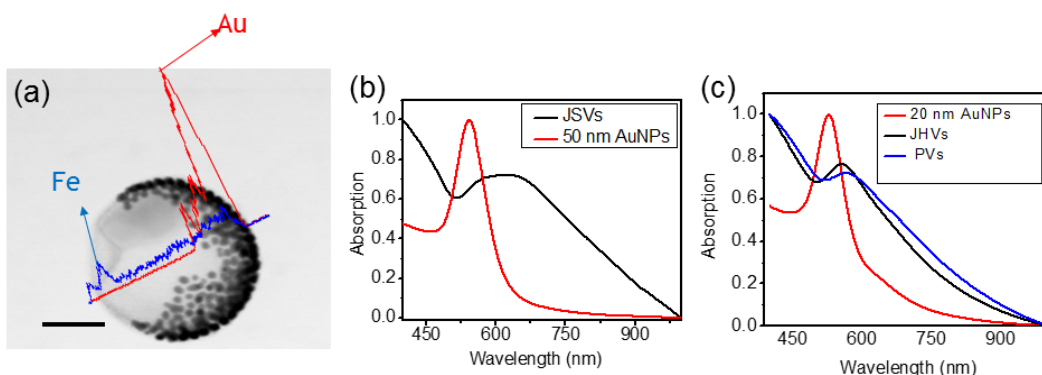 Au
(a)
Fe
(b)
JSVs
50 nm AuNPs
1.0
0.8
0.6
0.4
0.2
0.0
Absorption
450 600 750 900
Wavelength (nm)
(c)
20 nm AuNPs
JHVs
PVs
1.0
0.8
0.6
0.4
0.2
0.0
Absorption
450 600 750 900
Wavelength (nm)